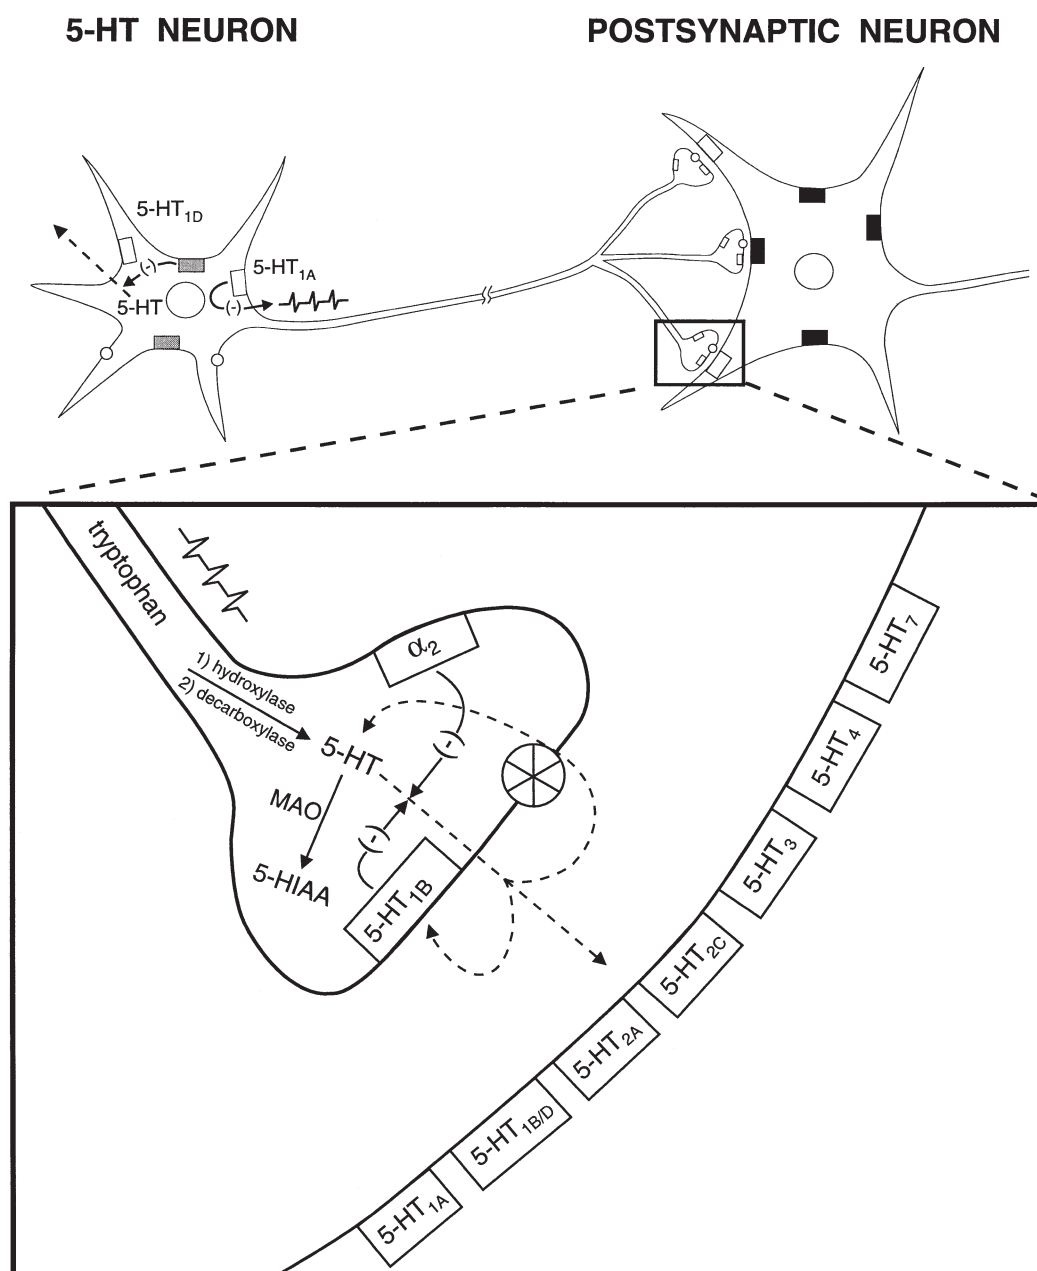 5-HT NEURON
POSTSYNAPTIC NEURON
5-HT1D
(-)
5-HT1A
5-HT
(-)
tryptophan
α2
1) hydroxylase
2) decarboxylase
5-HT
(-)
MAO
(-)
5-HIAA
5-HT1B
5-HT7
5-HT4
5-HT3
5-HT2C
5-HT2A
5-HT1B/D
5-HT1A